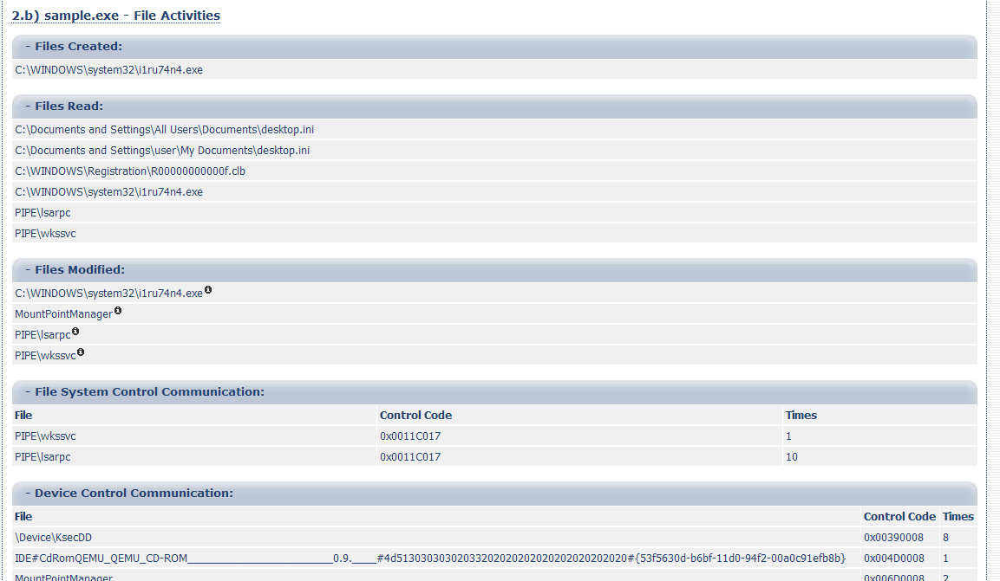 2.b) sample.exe - File Activities
- Files Created:
C:\WINDOWS\system32\i1ru74n4.exe
- Files Read:
C:\Documents and Settings\All Users\Documents\desktop.ini
C:\Documents and Settings\user\My Documents\desktop.ini
C:\WINDOWS\Registration\R00000000000f.clb
C:\WINDOWS\system32\i1ru74n4.exe
PIPE\lsarpc
PIPE\wkssvc
- Files Modified:
C:\WINDOWS\system32\i1ru74n4.exe
MountPointManager
PIPE\lsarpc
PIPE\wkssvc
- File System Control Communication:
File Control Code Times
PIPE\wkssvc 0x0011C017 1
PIPE\lsarpc 0x0011C017 10
- Device Control Communication:
File Control Code Times
\Device\KsecDD 0x00390008 8
IDE#CdRomQEMU_QEMU_CD-ROM________________________0.9.____#4d51303030302033202020202020202020202020#{53f5630d-b6bf-11d0-94f2-00a0c91efb8b} 0x004D0008 1
MountPointManager 0x006D0008 2